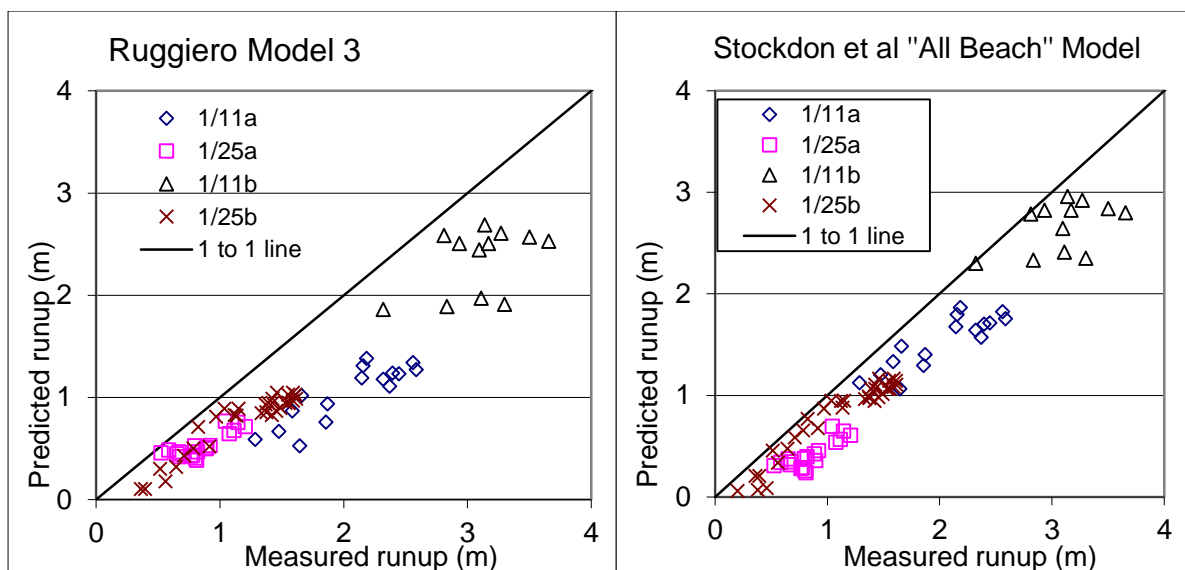 Ruggiero Model 3
4
3
2
1
0
Predicted runup (m)
1/11a
1/25a
1/11b
1/25b
1 to 1 line
0
1
2
3
4
Measured runup (m)
Stockdon et al "All Beach" Model
4
3
2
1
0
Predicted runup (m)
1/11a
1/25a
1/11b
1/25b
1 to 1 line
0
1
2
3
4
Measured runup (m)